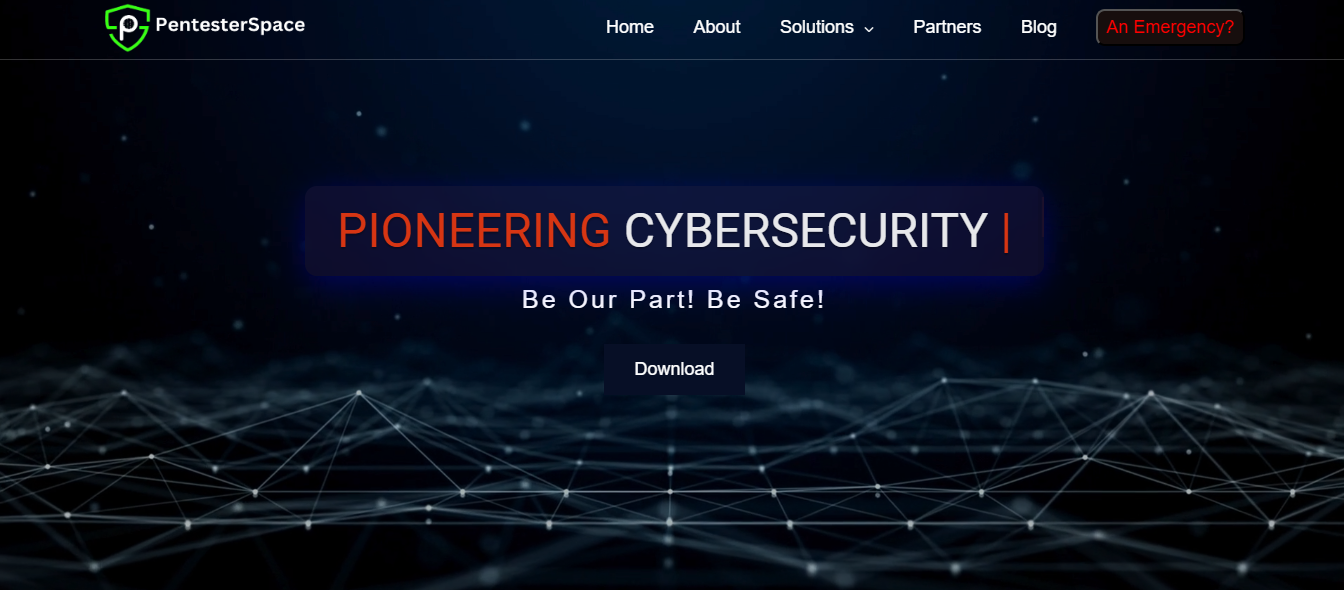 PentesterSpace
Home About Solutions Partners Blog An Emergency?
PIONEERING CYBERSECURITY |
Be Our Part! Be Safe!
Download